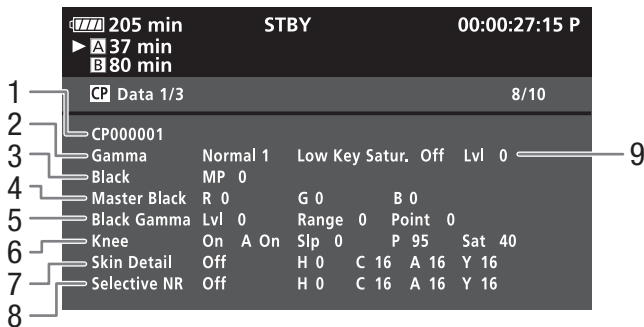 205 min STBY 00:00:27:15 P
A 37 min
B 80 min
CP Data 1/3 8/10
1 CP000001
2 Gamma Normal 1 Low Key Satur. Off Lvl 0 9
3 Black MP 0
4 Master Black R 0 G 0 B 0
5 Black Gamma Lvl 0 Range 0 Point 0
6 Knee On A On Slp 0 P 95 Sat 40
7 Skin Detail Off H 0 C 16 A 16 Y 16
8 Selective NR Off H 0 C 16 A 16 Y 16